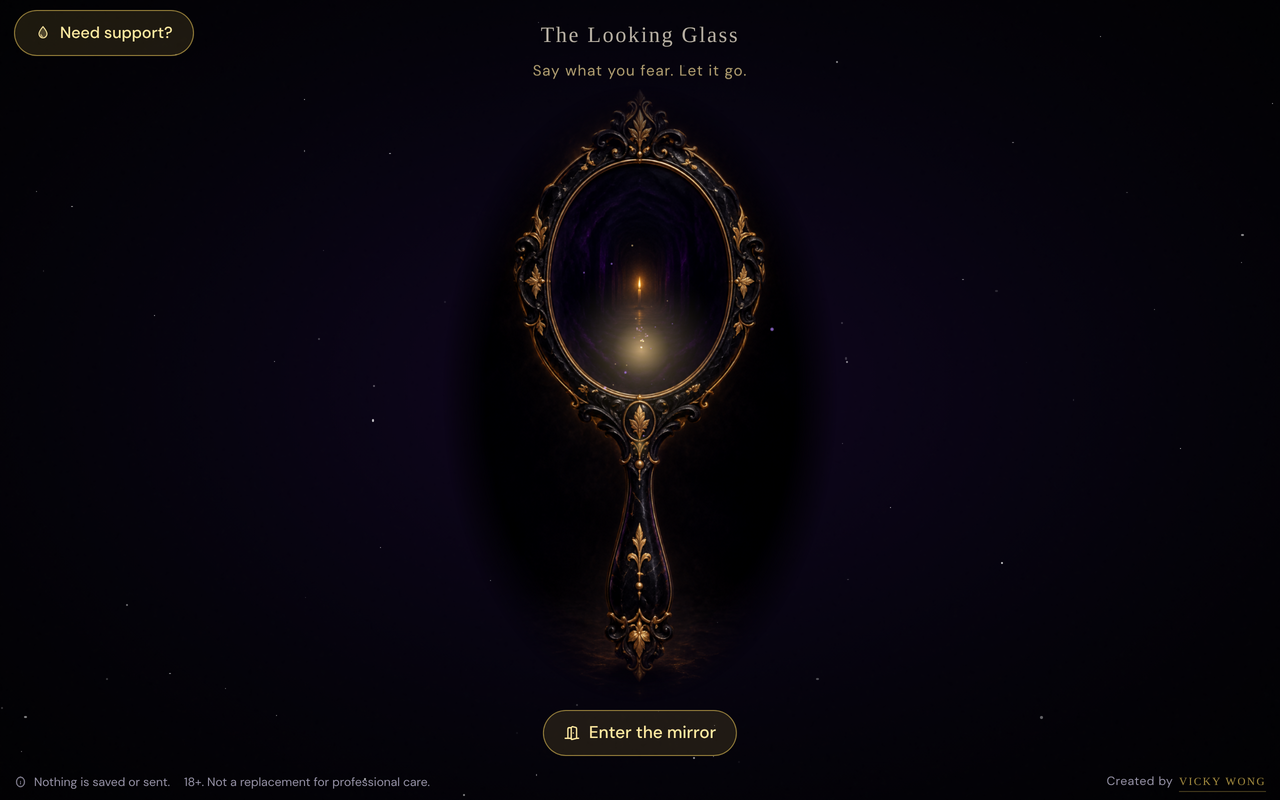 Need support?
The Looking Glass
Say what you fear. Let it go.
Enter the mirror
Nothing is saved or sent. 18+. Not a replacement for professional care.
Created by VICKY WONG